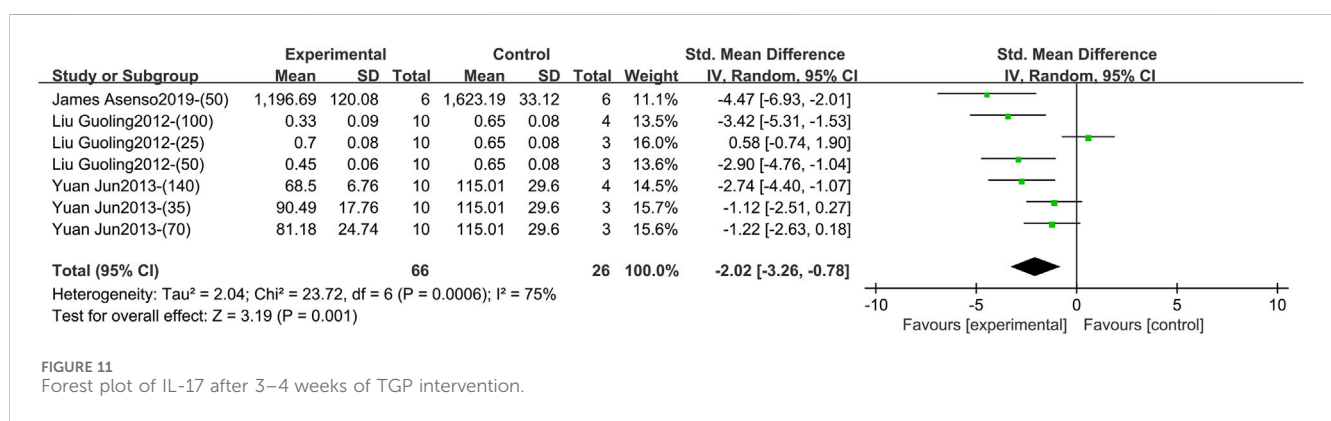 Experimental Control Std. Mean Difference Std. Mean Difference
Study or Subgroup Mean SD Total Mean SD Total Weight IV, Random, 95% CI IV, Random, 95% CI
James Asenso2019-(50) 1,196.69 120.08 6 1,623.19 33.12 6 11.1% -4.47 [-6.93, -2.01]
Liu Guoling2012-(100) 0.33 0.09 10 0.65 0.08 4 13.5% -3.42 [-5.31, -1.53]
Liu Guoling2012-(25) 0.7 0.08 10 0.65 0.08 3 16.0% 0.58 [-0.74, 1.90]
Liu Guoling2012-(50) 0.45 0.06 10 0.65 0.08 3 13.6% -2.90 [-4.76, -1.04]
Yuan Jun2013-(140) 68.5 6.76 10 115.01 29.6 4 14.5% -2.74 [-4.40, -1.07]
Yuan Jun2013-(35) 90.49 17.76 10 115.01 29.6 3 15.7% -1.12 [-2.51, 0.27]
Yuan Jun2013-(70) 81.18 24.74 10 115.01 29.6 3 15.6% -1.22 [-2.63, 0.18]
Total (95% CI) 66 26 100.0% -2.02 [-3.26, -0.78]
Heterogeneity: Tau² = 2.04; Chi² = 23.72, df = 6 (P = 0.0006); I² = 75%
Test for overall effect: Z = 3.19 (P = 0.001)
-10 -5 0 5 10
Favours [experimental] Favours [control]
FIGURE 11
Forest plot of IL-17 after 3–4 weeks of TGP intervention.